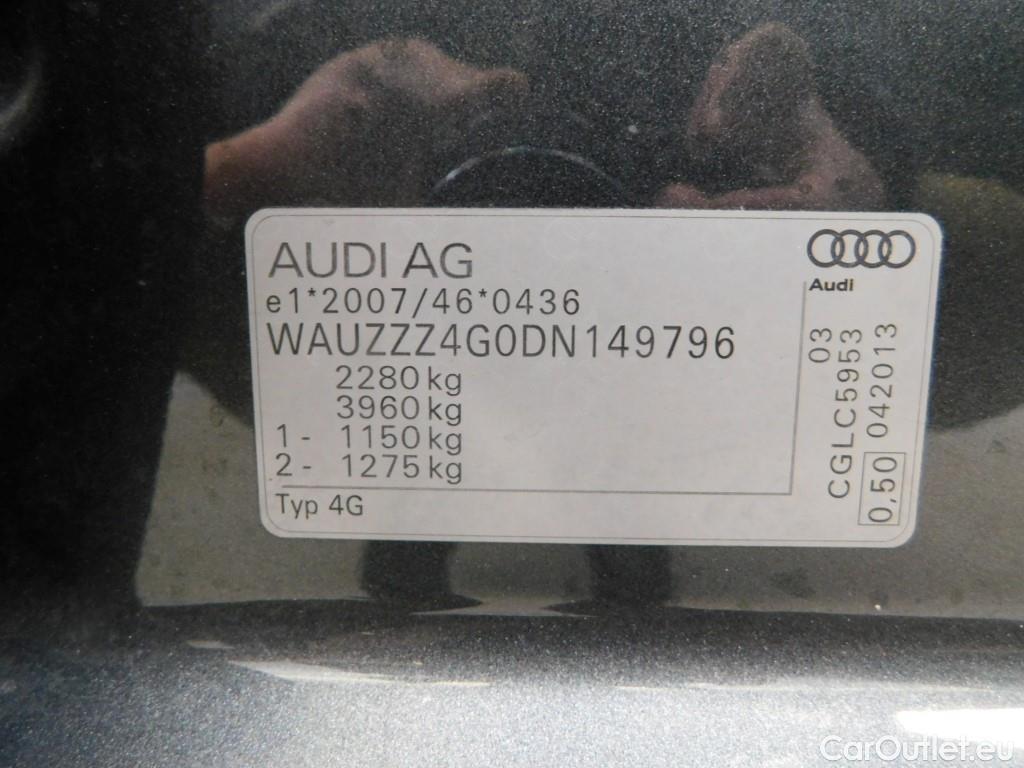 AUDI AG
e1*2007/46*0436
WAUZZZ4G0DN149796
2280 kg
3960 kg
1 - 1150 kg
2 - 1275 kg
Typ 4G
Audi
03
CGLC5953
0,50 042013
CarOutlet.eu